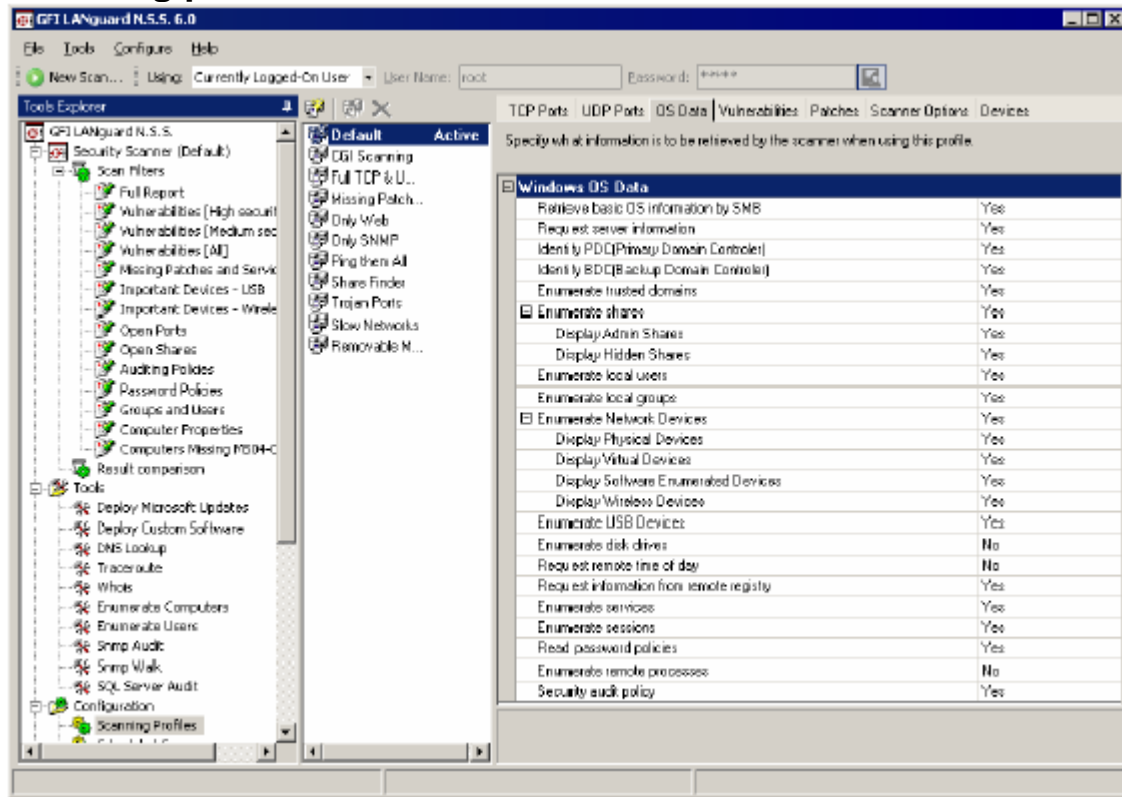 GFI LANguard N.S.S. 6.0
File Tools Configure Help
New Scan... Using: Currently Logged-On User User Name: root Password: *****
Tools Explorer
GFI LANguard N.S.S.
Security Scanner (Default)
Scan Filters
Full Report
Vulnerabilities [High securit
Vulnerabilities [Medium sec
Vulnerabilities [All]
Missing Patches and Servic
Important Devices - USB
Important Devices - Wirele
Open Ports
Open Shares
Auditing Policies
Password Policies
Groups and Users
Computer Properties
Computers Missing MS04-0
Result comparison
Tools
Deploy Microsoft Updates
Deploy Custom Software
DNS Lookup
Traceroute
Whois
Enumerate Computers
Enumerate Users
Snmp Audit
Snmp Walk
SQL Server Audit
Configuration
Scanning Profiles
Default Active
CGI Scanning
Full TCP & U...
Missing Patch...
Only Web
Only SNMP
Ping them All
Share Finder
Trojan Ports
Slow Networks
Removable M...
TCP Ports UDP Ports OS Data Vulnerabilities Patches Scanner Options Devices
Specify what information is to be retrieved by the scanner when using this profile.
Windows OS Data
Retrieve basic OS information by SMB Yes
Request server information Yes
Identify PDC(Primary Domain Controler) Yes
Identify BDC(Backup Domain Controler) Yes
Enumerate trusted domains Yes
Enumerate shares Yes
Display Admin Shares Yes
Display Hidden Shares Yes
Enumerate local users Yes
Enumerate local groups Yes
Enumerate Network Devices Yes
Display Physical Devices Yes
Display Virtual Devices Yes
Display Software Enumerated Devices Yes
Display Wireless Devices Yes
Enumerate USB Devices Yes
Enumerate disk drives No
Request remote time of day No
Request information from remote registry Yes
Enumerate services Yes
Enumerate sessions Yes
Read password policies Yes
Enumerate remote processes No
Security audit policy Yes